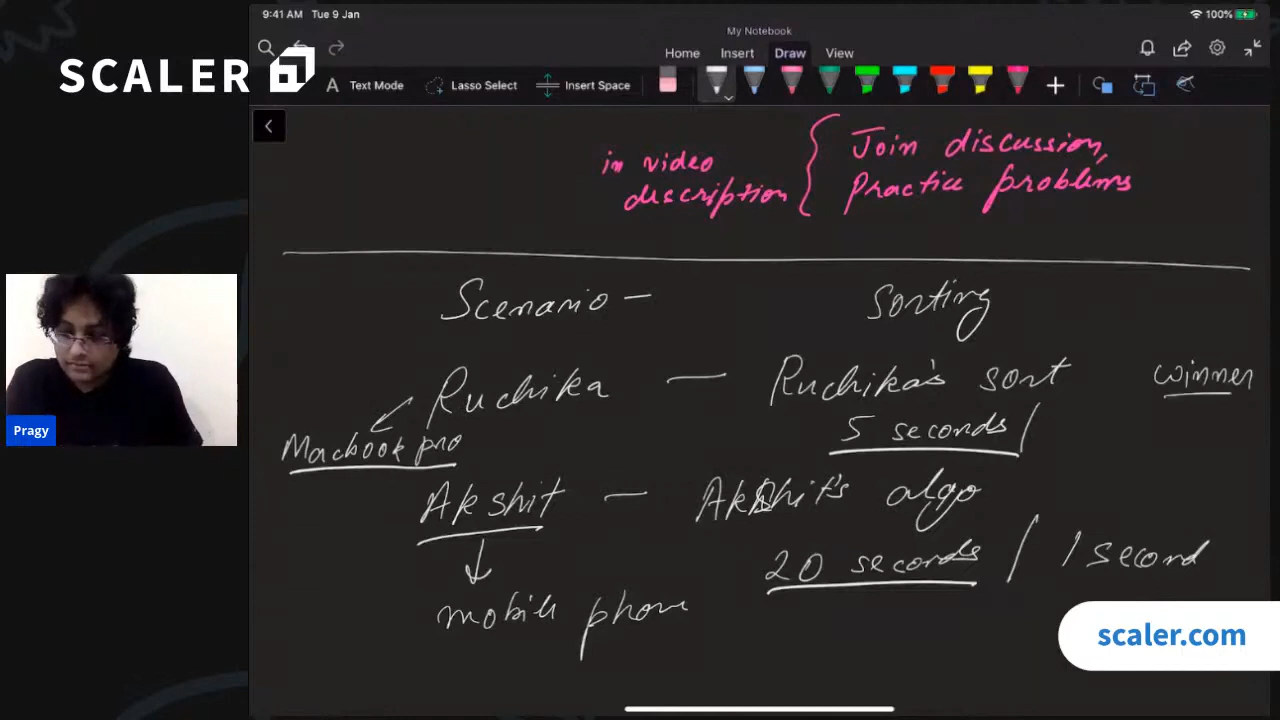 9:41 AM Tue 9 Jan
100%
My Notebook
Home Insert Draw View
SCALER
Text Mode Lasso Select Insert Space
in video
description
Join discussion,
Practice problems
Scenario - Sorting
Ruchika - Ruchika's sort winner
Macbook pro
5 seconds /
Akshit - Akshit's algo
20 seconds / 1 second
mobile phone
Pragy
scaler.com